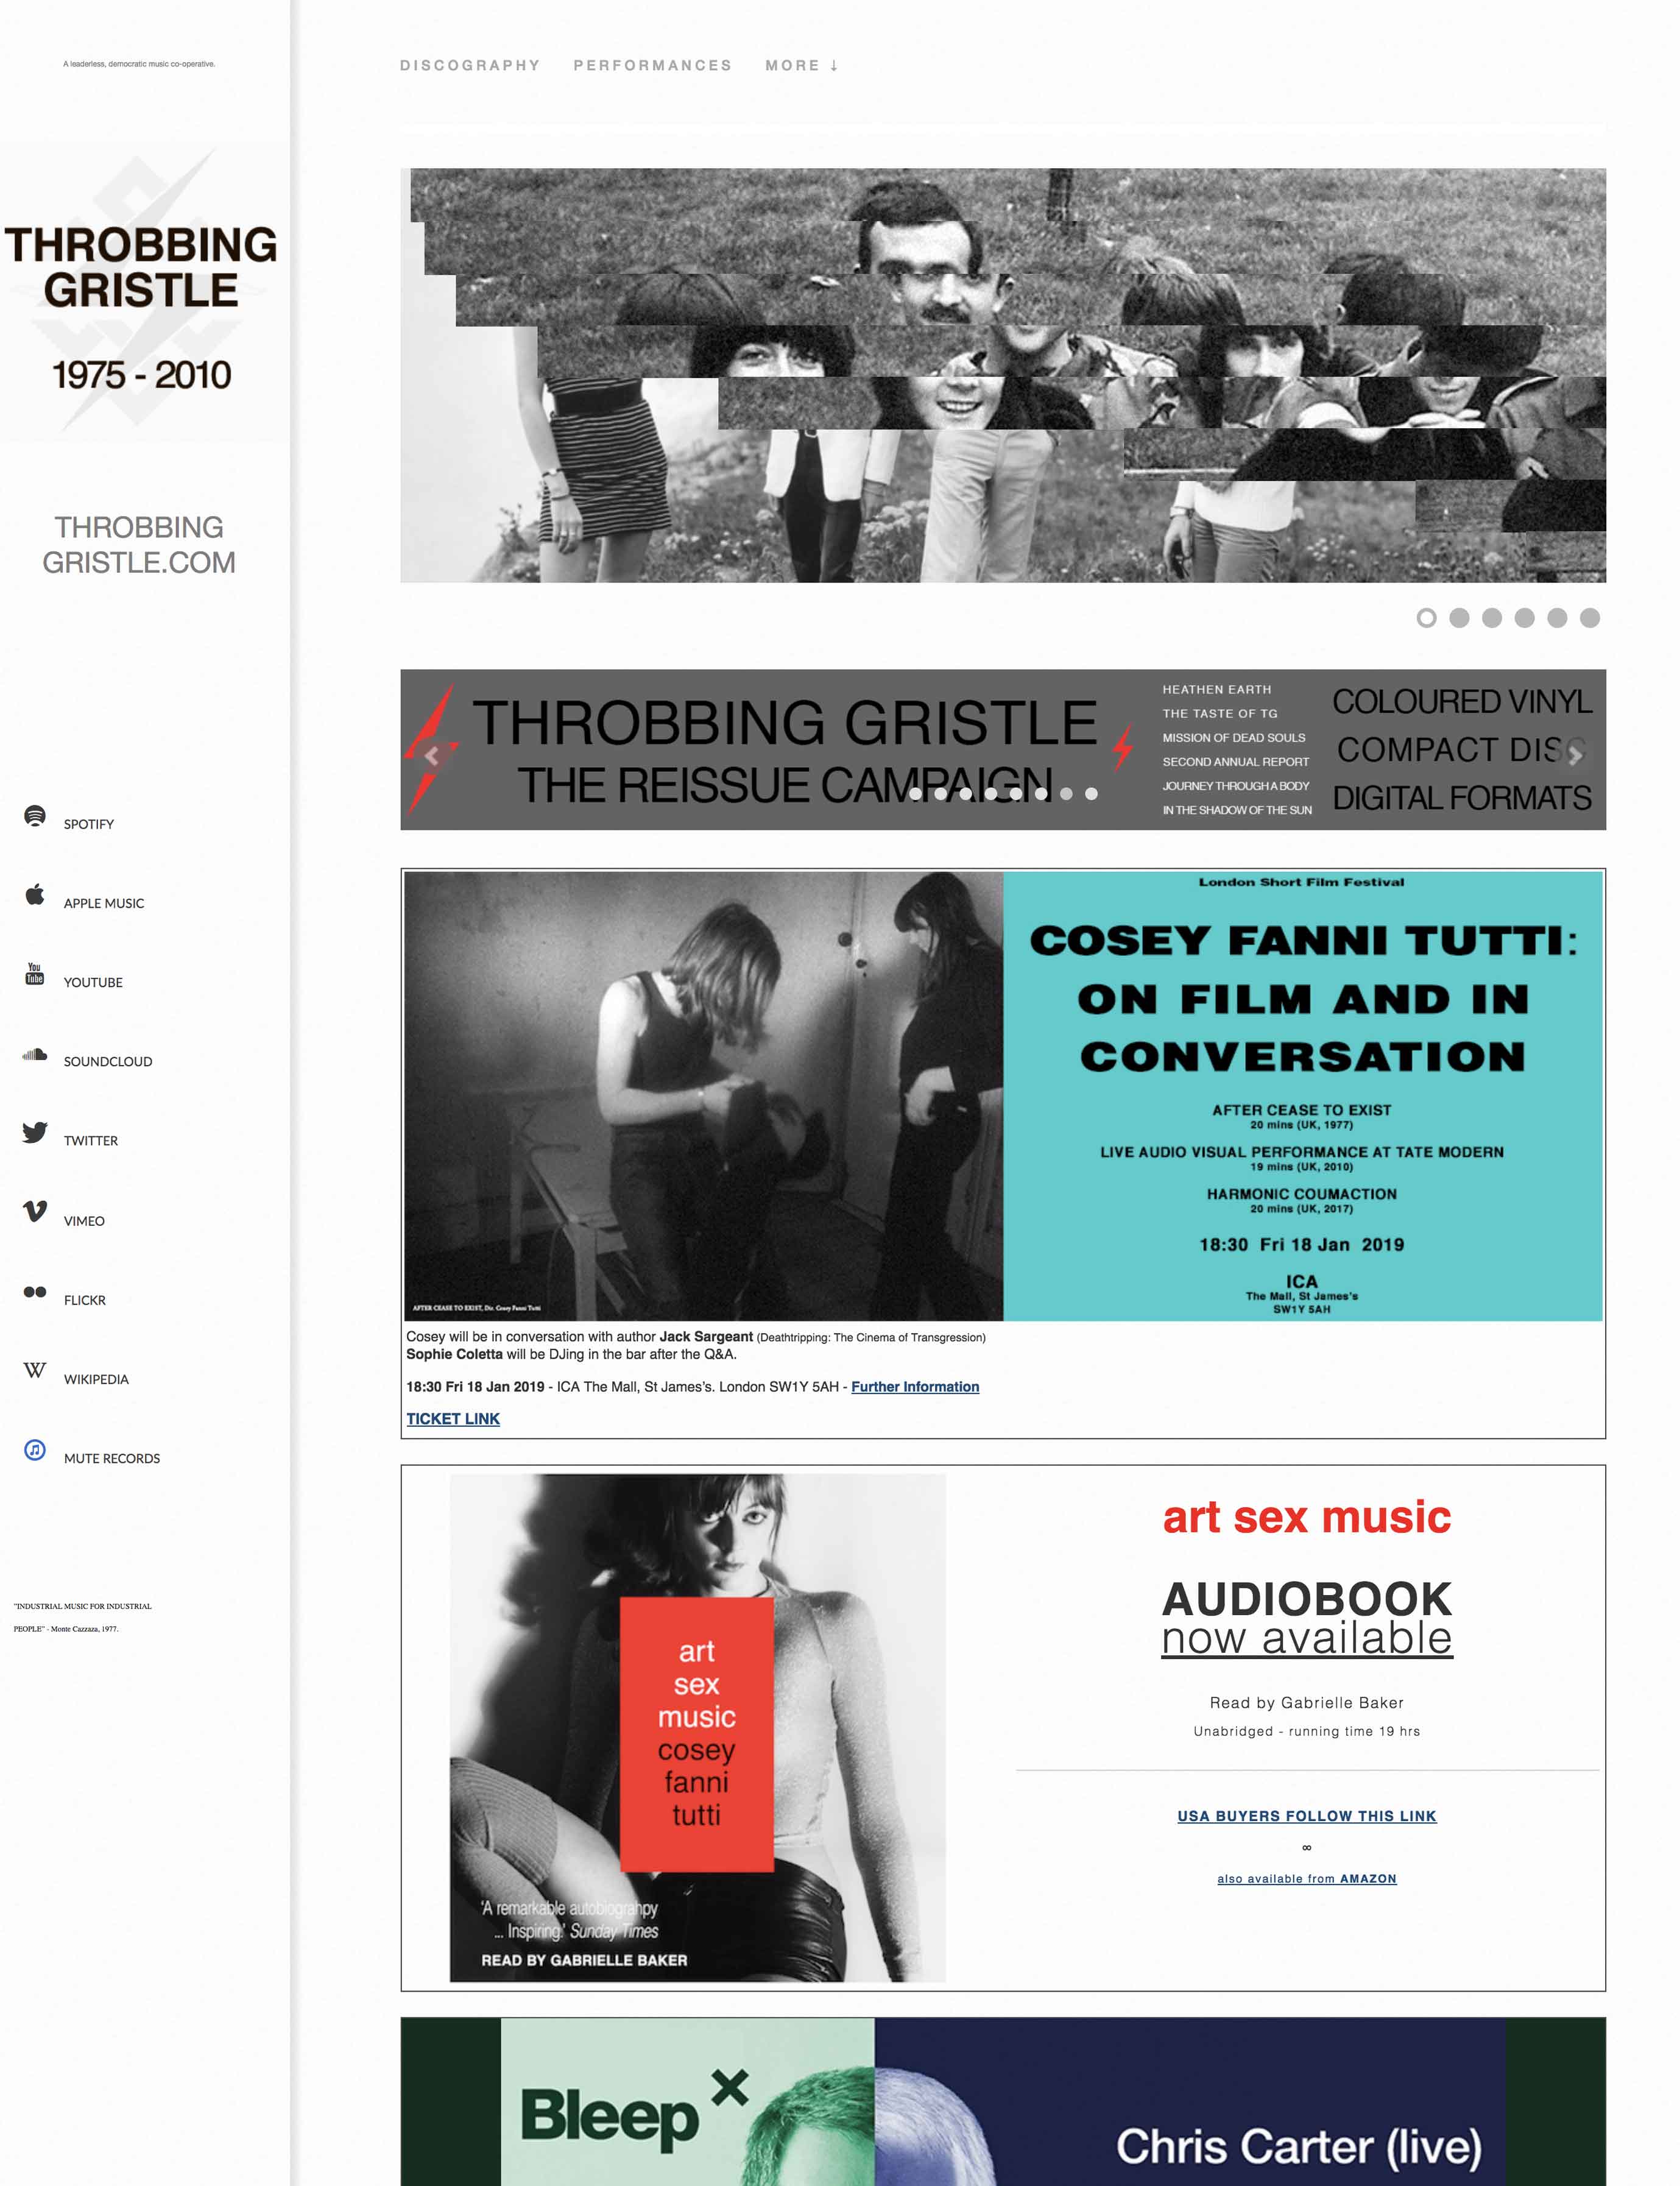 A leaderless, democratic music co-operative.
THROBBING
GRISTLE
1975 - 2010
THROBBING
GRISTLE.COM
SPOTIFY
APPLE MUSIC
You
Tube
YOUTUBE
SOUNDCLOUD
TWITTER
VIMEO
FLICKR
W
WIKIPEDIA
MUTE RECORDS
"INDUSTRIAL MUSIC FOR INDUSTRIAL
PEOPLE" - Monte Cazzaza, 1977.
DISCOGRAPHY PERFORMANCES MORE ↓
THROBBING GRISTLE
THE REISSUE CAMPAIGN
HEATHEN EARTH
THE TASTE OF TG
MISSION OF DEAD SOULS
SECOND ANNUAL REPORT
JOURNEY THROUGH A BODY
IN THE SHADOW OF THE SUN
COLOURED VINYL
COMPACT DISC
DIGITAL FORMATS
AFTER CEASE TO EXIST, Dir. Cosey Fanni Tutti
London Short Film Festival
COSEY FANNI TUTTI:
ON FILM AND IN
CONVERSATION
AFTER CEASE TO EXIST
20 mins (UK, 1977)
LIVE AUDIO VISUAL PERFORMANCE AT TATE MODERN
19 mins (UK, 2010)
HARMONIC COUMACTION
20 mins (UK, 2017)
18:30 Fri 18 Jan 2019
ICA
The Mall, St James's
SW1Y 5AH
Cosey will be in conversation with author Jack Sargeant (Deathtripping: The Cinema of Transgression)
Sophie Coletta will be DJing in the bar after the Q&A.
18:30 Fri 18 Jan 2019 - ICA The Mall, St James's. London SW1Y 5AH - Further Information
TICKET LINK
art
sex
music
cosey
fanni
tutti
'A remarkable autobiograhpy
... Inspiring.' Sunday Times
READ BY GABRIELLE BAKER
art sex music
AUDIOBOOK
now available
Read by Gabrielle Baker
Unabridged - running time 19 hrs
USA BUYERS FOLLOW THIS LINK
∞
also available from AMAZON
Bleep ×
Chris Carter (live)